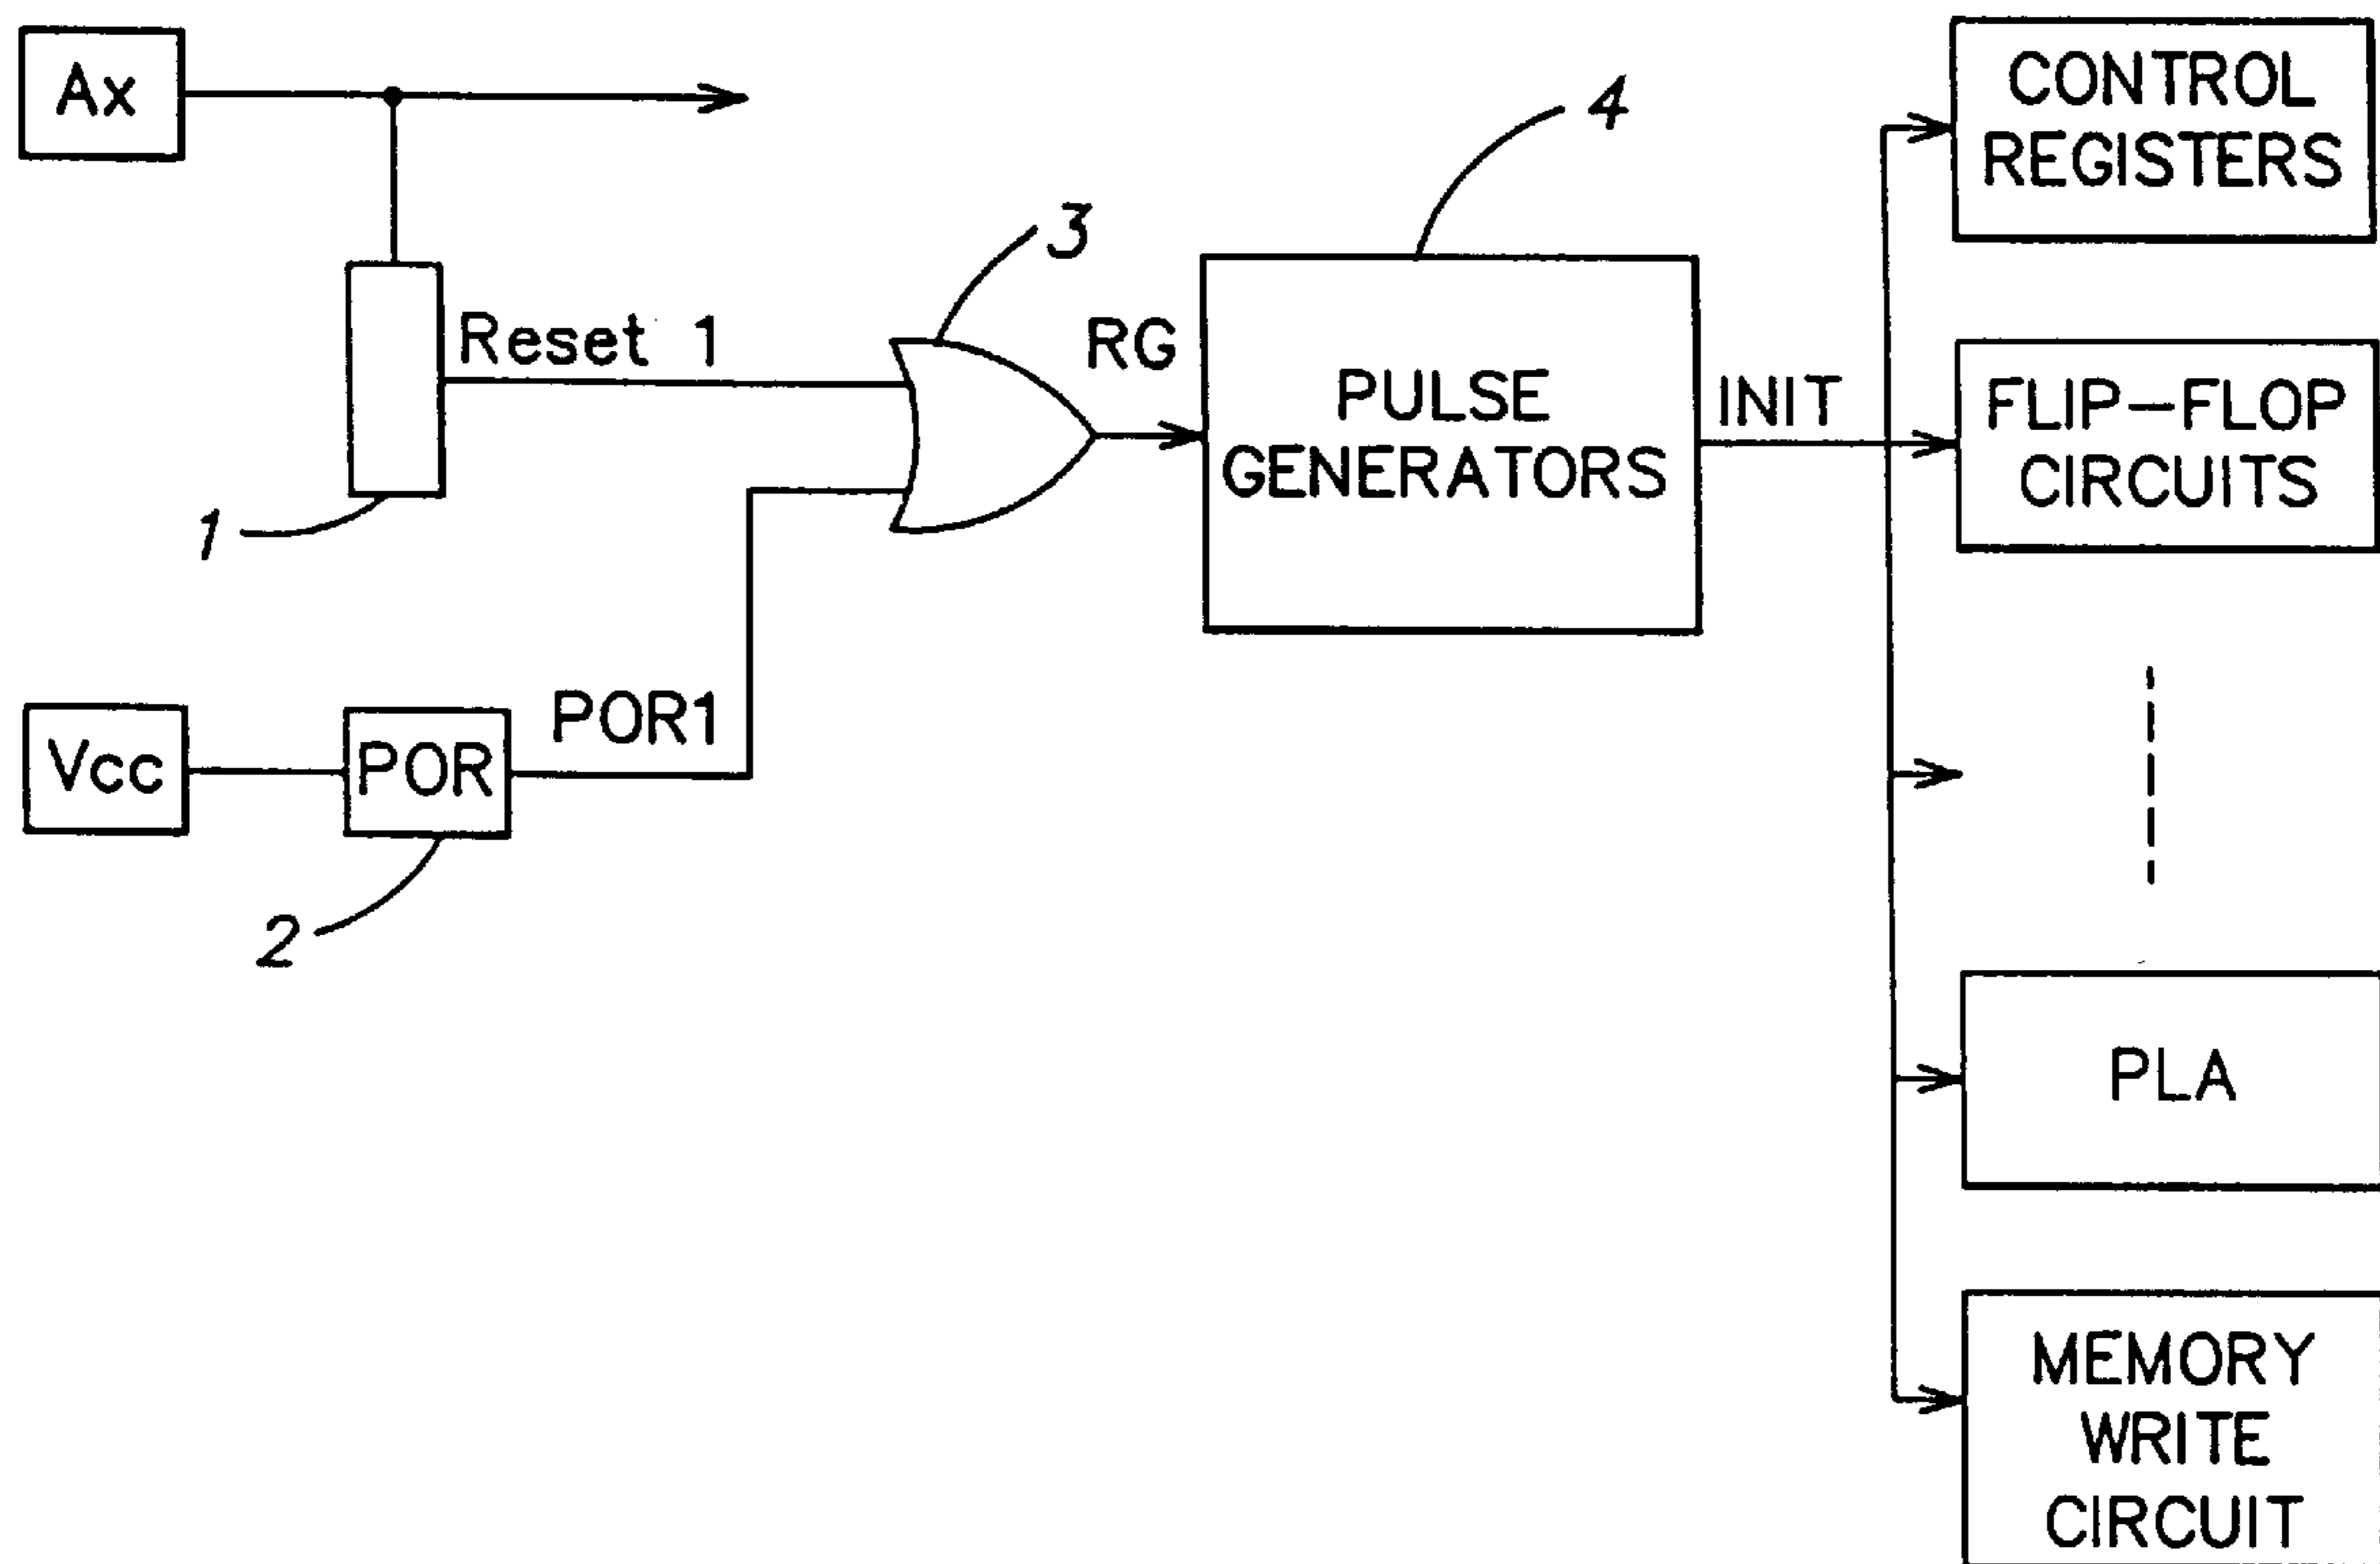 Ax
4
CONTROL
REGISTERS
3
Reset 1
RG
PULSE
GENERATORS
INIT
FLIP-FLOP
CIRCUITS
1
Vcc
POR
POR1
2
PLA
MEMORY
WRITE
CIRCUIT